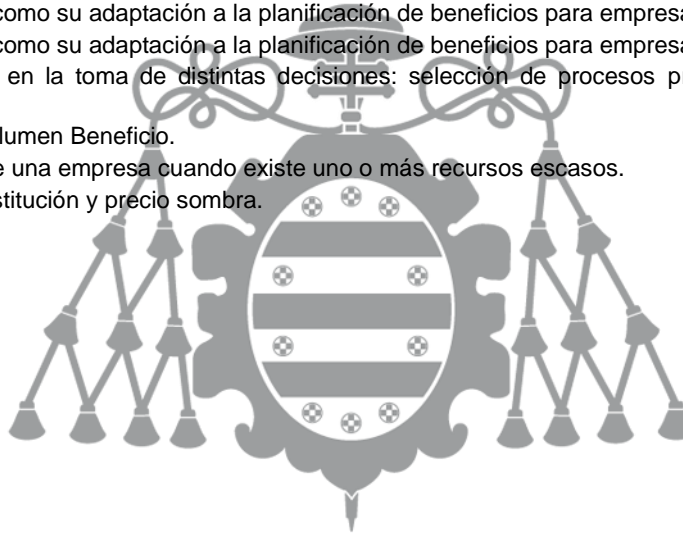 como su adaptación a la planificación de beneficios para empresa
como su adaptación a la planificación de beneficios para empresa
en la toma de distintas decisiones: selección de procesos p
lumen Beneficio.
e una empresa cuando existe uno o más recursos escasos.
stitución y precio sombra.